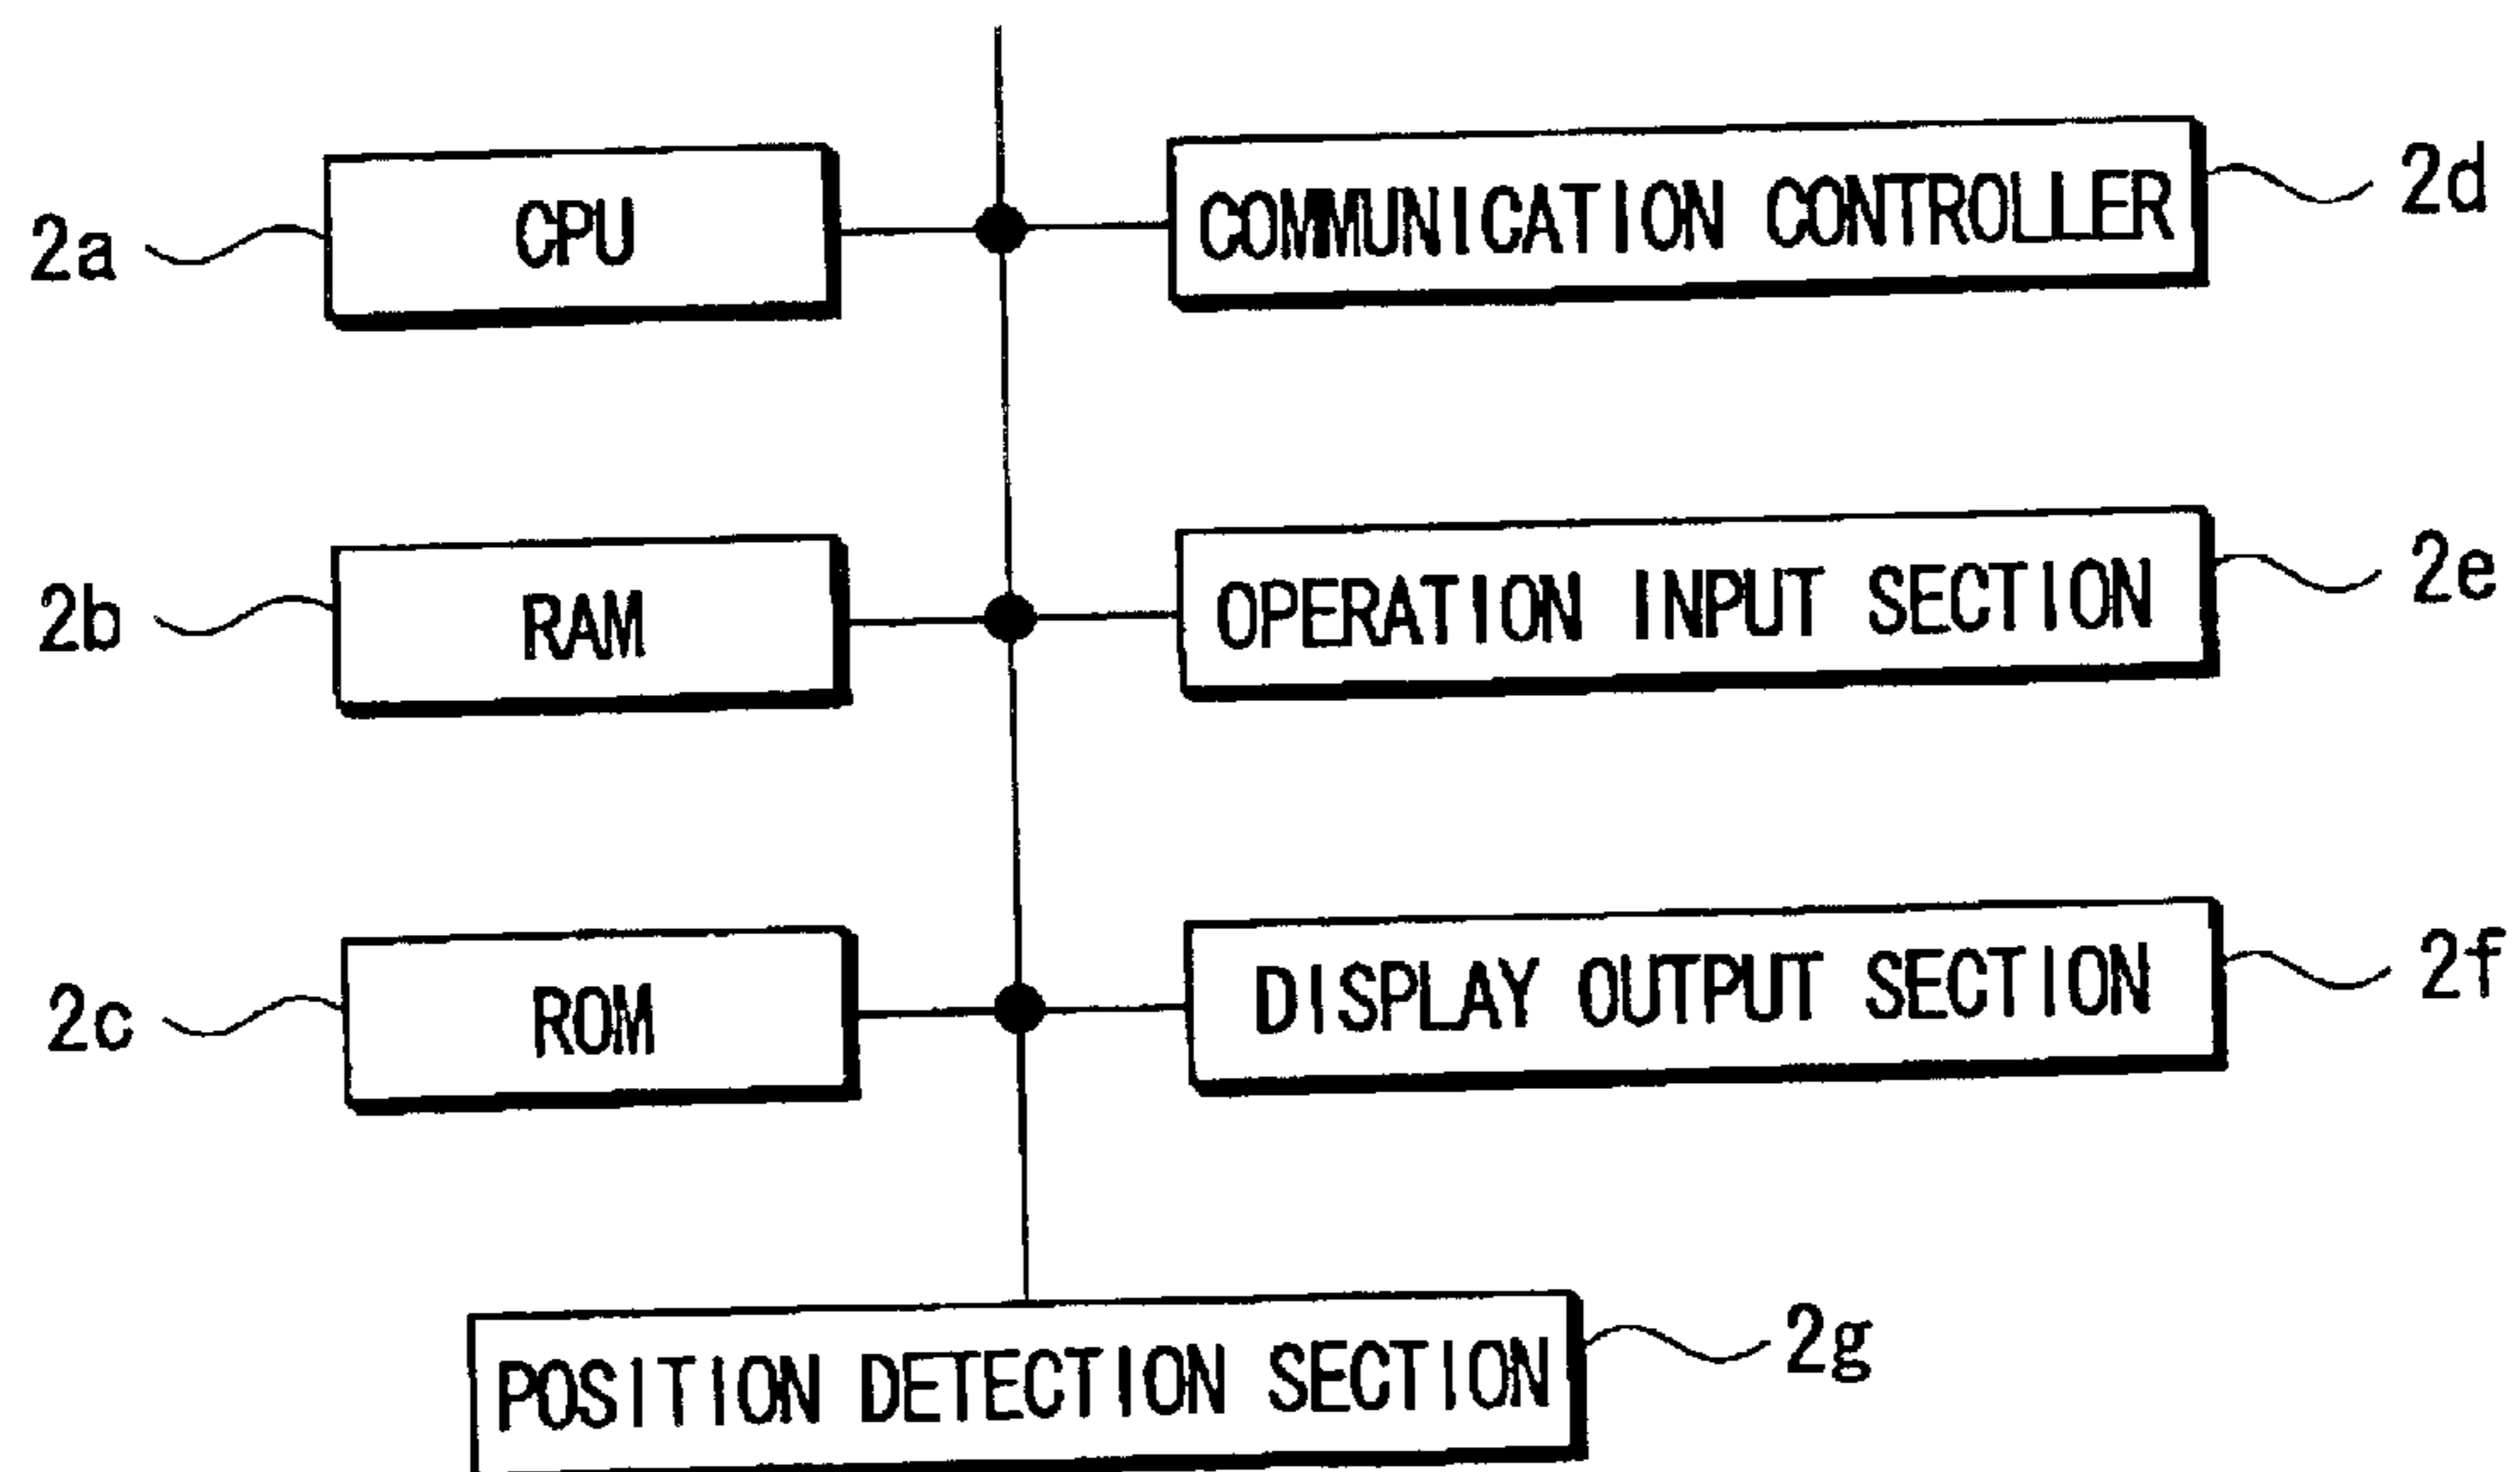 2a CPU COMMUNICATION CONTROLLER 2d
2b RAM OPERATION INPUT SECTION 2e
2c ROM DISPLAY OUTPUT SECTION 2f
POSITION DETECTION SECTION 2g